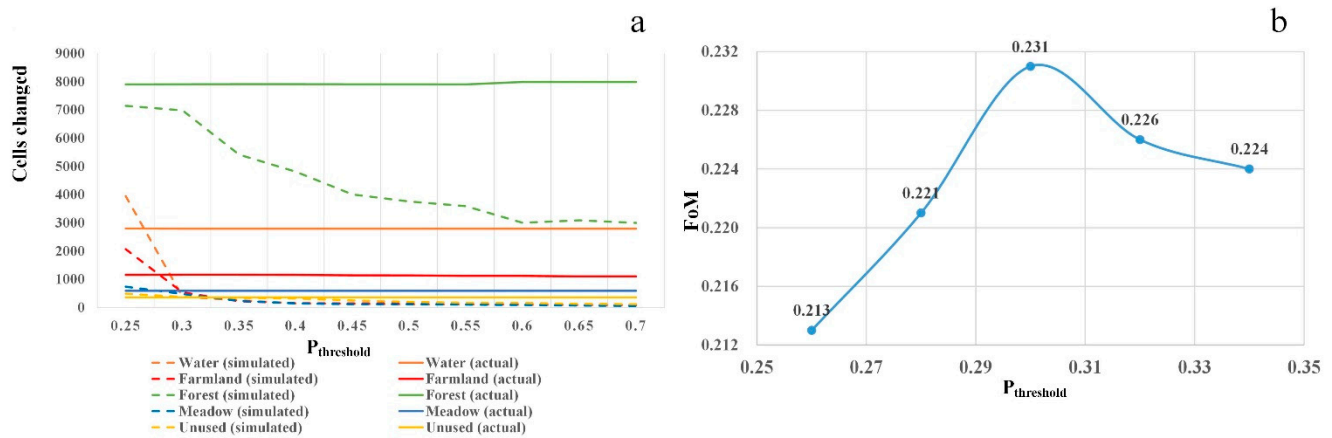 a
Cells changed
9000
8000
7000
6000
5000
4000
3000
2000
1000
0
0.25 0.3 0.35 0.4 0.45 0.5 0.55 0.6 0.65 0.7
Pthreshold
Water (simulated) Water (actual)
Farmland (simulated) Farmland (actual)
Forest (simulated) Forest (actual)
Meadow (simulated) Meadow (actual)
Unused (simulated) Unused (actual)
b
FoM
0.232
0.228
0.224
0.220
0.216
0.212
0.213
0.221
0.231
0.226
0.224
0.25 0.27 0.29 0.31 0.33 0.35
Pthreshold